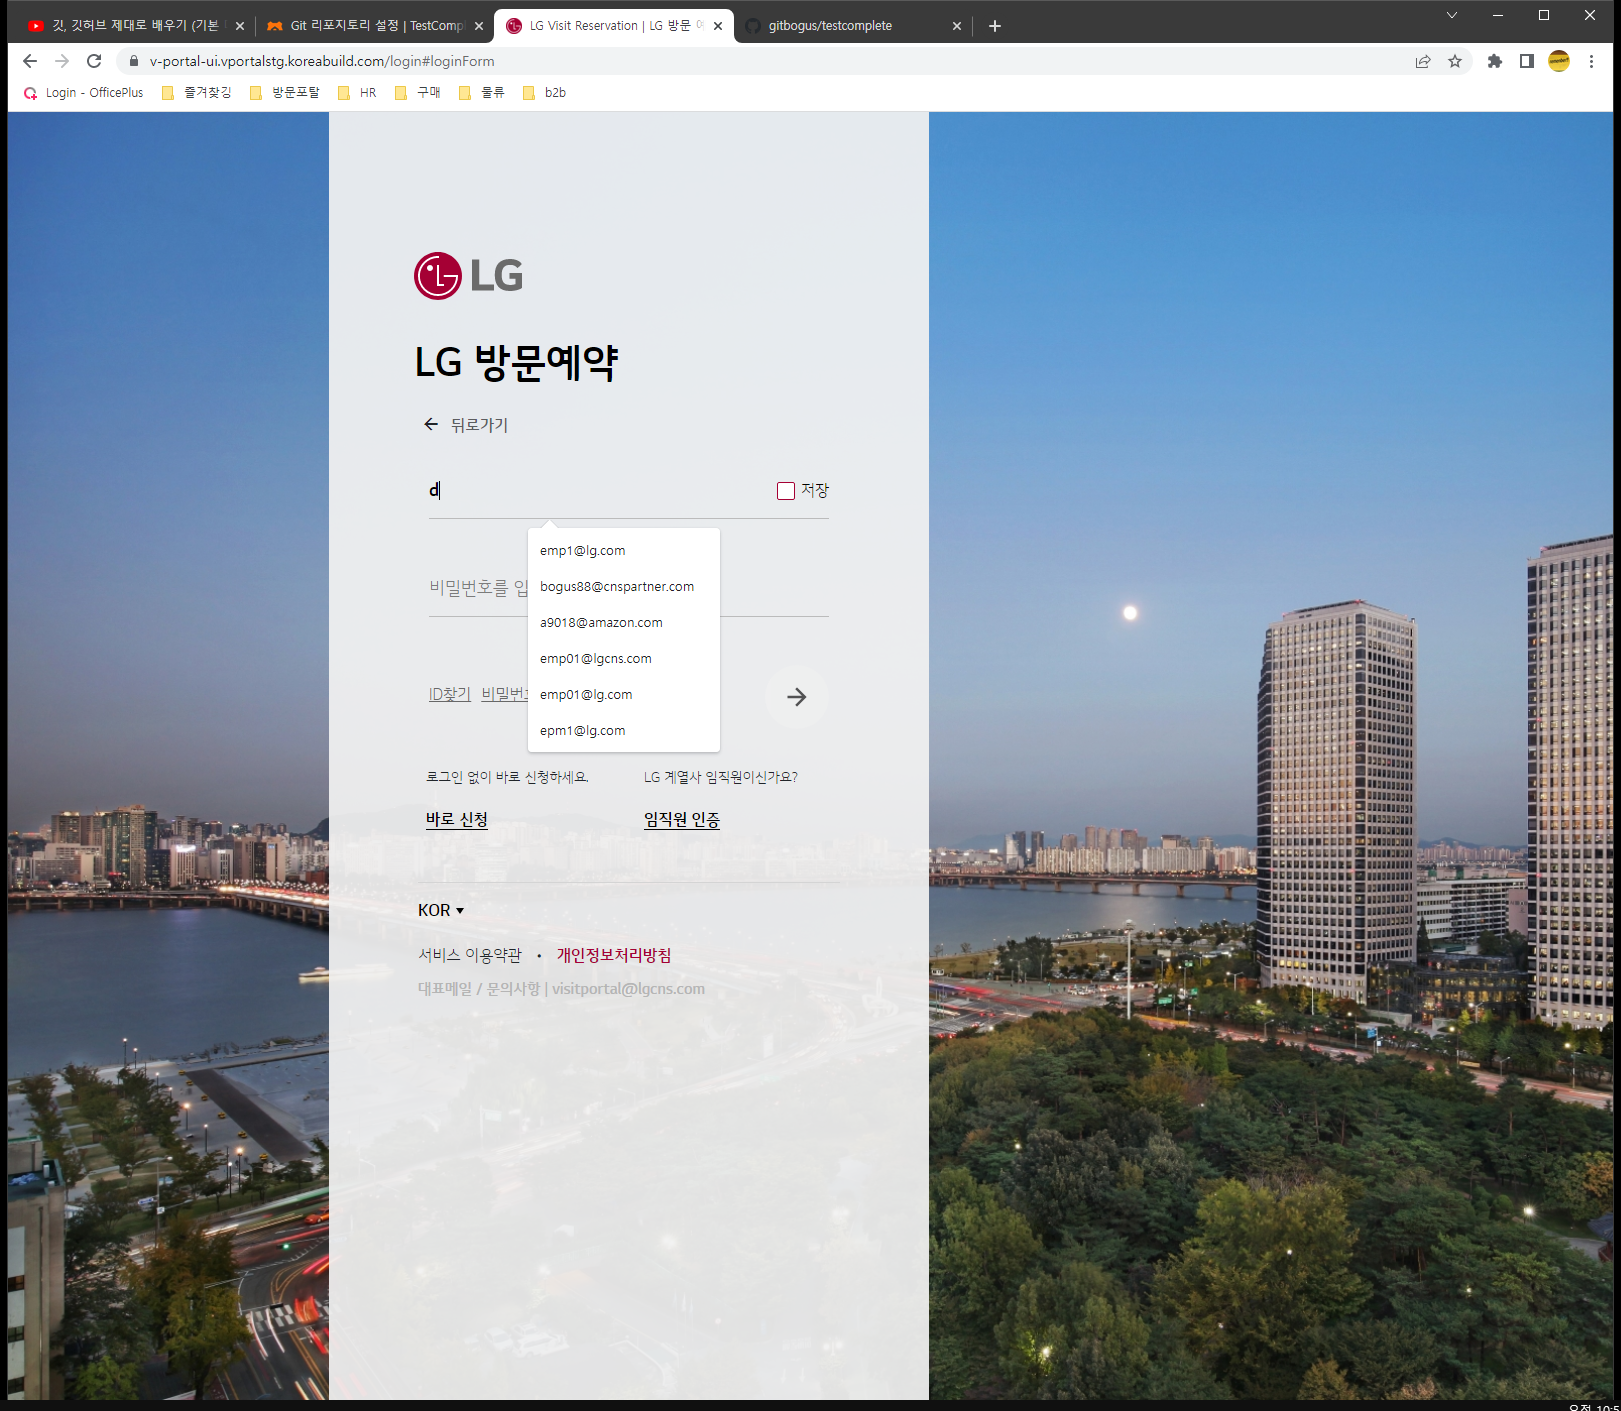 깃, 깃허브 제대로 배우기 (기본
Git 리포지토리 설정 | TestCompl
LG Visit Reservation | LG 방문 예
gitbogus/testcomplete
v-portal-ui.vportalstg.koreabuild.com/login#loginForm
Login - OfficePlus
즐겨찾깅
방문포탈
HR
구매
물류
b2b
LG
LG 방문예약
뒤로가기
d
저장
emp1@lg.com
bogus88@cnspartner.com
a9018@amazon.com
emp01@lgcns.com
emp01@lg.com
epm1@lg.com
비밀번호를 입
ID찾기 비밀번호
로그인 없이 바로 신청하세요.
LG 계열사 임직원이신가요?
바로 신청
임직원 인증
KOR
서비스 이용약관 • 개인정보처리방침
대표메일 / 문의사항 | visitportal@lgcns.com